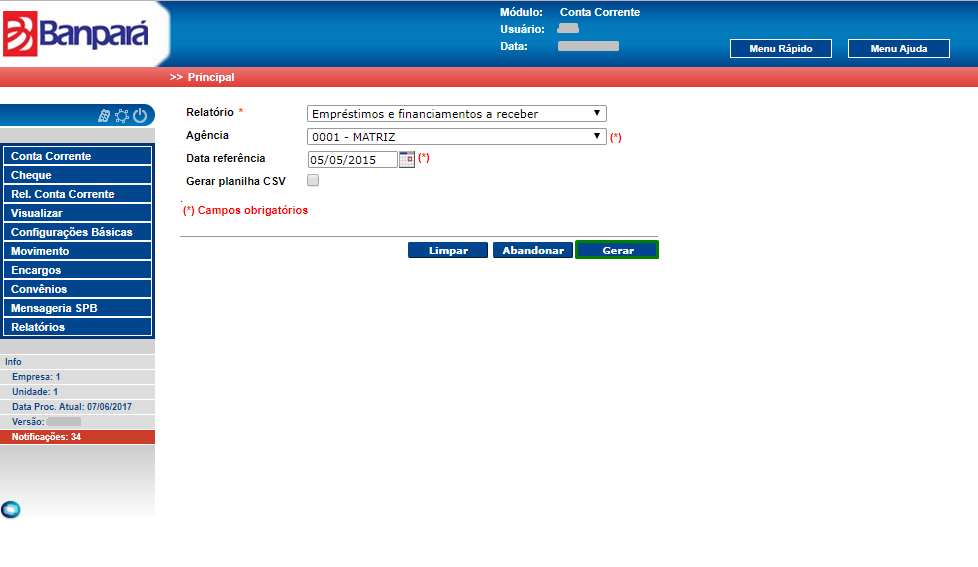 Banpará
Módulo: Conta Corrente
Usuário:
Data:
Menu Rápido
Menu Ajuda
>> Principal
Conta Corrente
Cheque
Rel. Conta Corrente
Visualizar
Configurações Básicas
Movimento
Encargos
Convênios
Mensageria SPB
Relatórios
Info
Empresa: 1
Unidade: 1
Data Proc. Atual: 07/06/2017
Versão:
Notificações: 34
Relatório * Empréstimos e financiamentos a receber
Agência 0001 - MATRIZ (*)
Data referência 05/05/2015 (*)
Gerar planilha CSV
(*) Campos obrigatórios
Limpar Abandonar Gerar